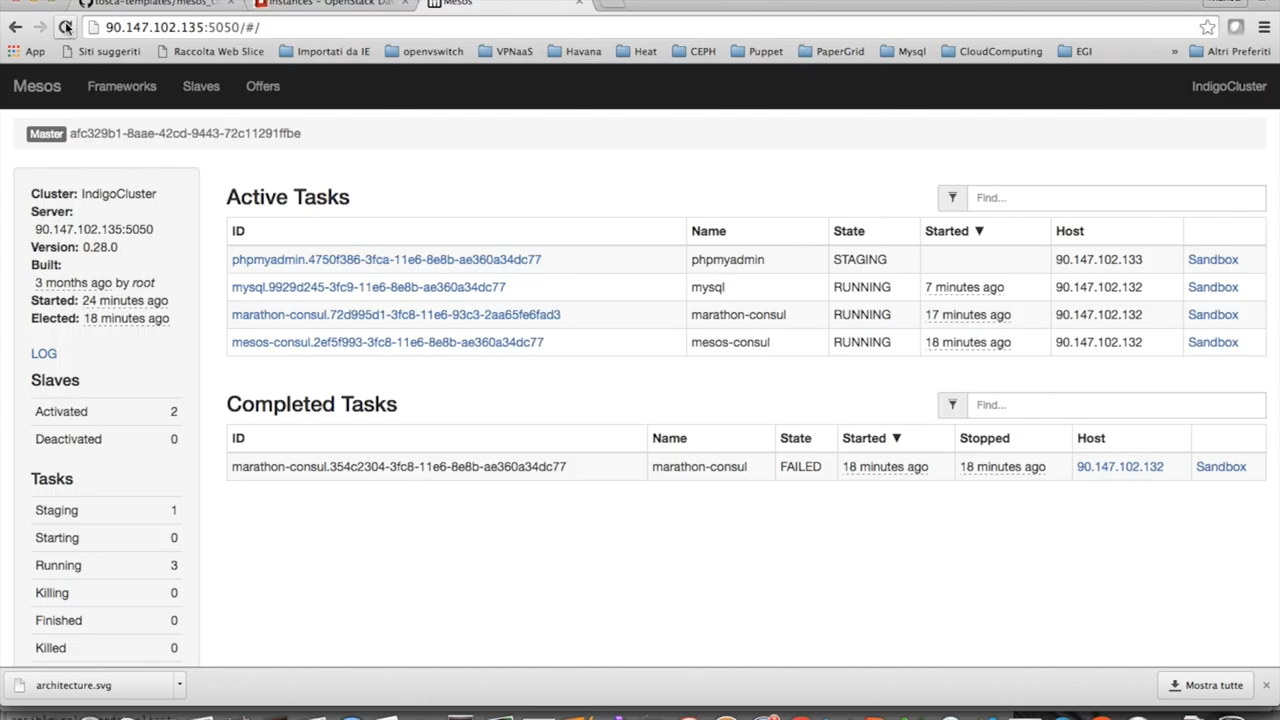 Instances - OpenStack Das
Mesos
90.147.102.135:5050/#/
App Siti suggeriti Raccolta Web Slice Importati da IE openvswitch VPNaaS Havana Heat CEPH Puppet PaperGrid Mysql CloudComputing EGI » Altri Preferiti
Mesos Frameworks Slaves Offers IndigoCluster
Master afc329b1-8aae-42cd-9443-72c11291ffbe
Cluster: IndigoCluster
Server:
90.147.102.135:5050
Version: 0.28.0
Built:
3 months ago by root
Started: 24 minutes ago
Elected: 18 minutes ago
LOG
Slaves
Activated 2
Deactivated 0
Tasks
Staging 1
Starting 0
Running 3
Killing 0
Finished 0
Killed 0
Active Tasks
Find...
ID Name State Started ▼ Host
phpmyadmin.4750f386-3fca-11e6-8e8b-ae360a34dc77 phpmyadmin STAGING 90.147.102.133 Sandbox
mysql.9929d245-3fc9-11e6-8e8b-ae360a34dc77 mysql RUNNING 7 minutes ago 90.147.102.132 Sandbox
marathon-consul.72d995d1-3fc8-11e6-93c3-2aa65fe6fad3 marathon-consul RUNNING 17 minutes ago 90.147.102.132 Sandbox
mesos-consul.2ef5f993-3fc8-11e6-8e8b-ae360a34dc77 mesos-consul RUNNING 18 minutes ago 90.147.102.132 Sandbox
Completed Tasks
Find...
ID Name State Started ▼ Stopped Host
marathon-consul.354c2304-3fc8-11e6-8e8b-ae360a34dc77 marathon-consul FAILED 18 minutes ago 18 minutes ago 90.147.102.132 Sandbox
architecture.svg
Mostra tutte